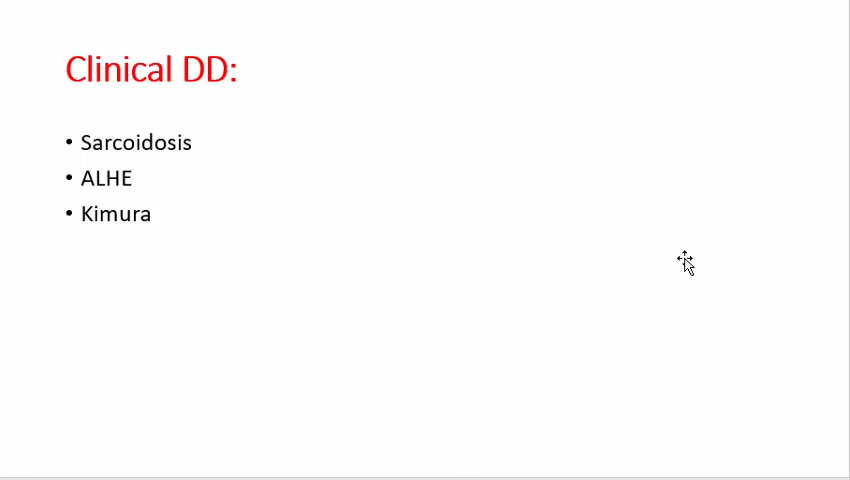 Clinical DD:
• Sarcoidosis
• ALHE
• Kimura